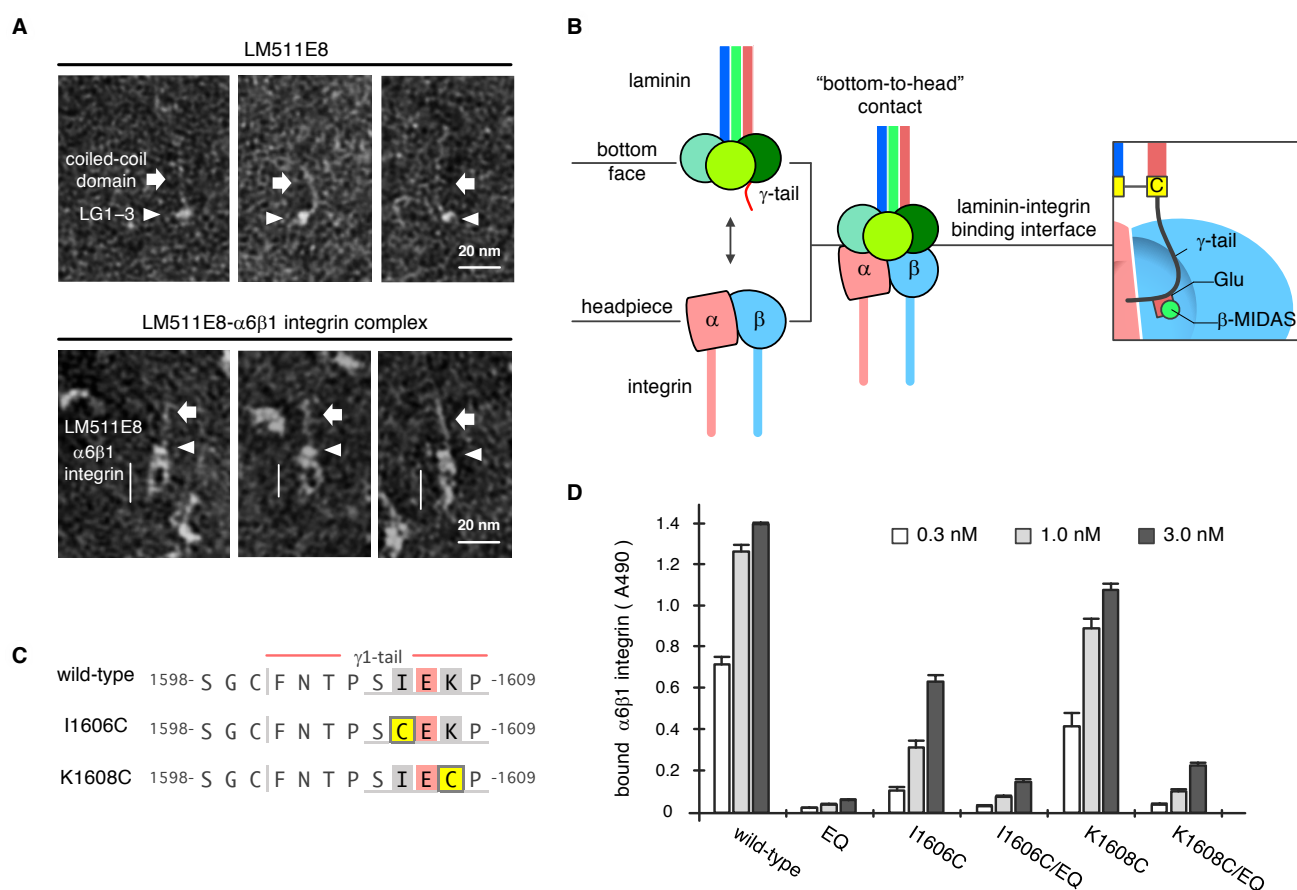 A
LM511E8
coiled-coil
domain
LG1–3
20 nm
LM511E8-α6β1 integrin complex
LM511E8
α6β1
integrin
20 nm
B
laminin
bottom
face
γ-tail
headpiece
α
β
integrin
"bottom-to-head"
contact
α
β
laminin-integrin
binding interface
C
γ-tail
Glu
β-MIDAS
C
γ1-tail
wild-type 1598- S G C F N T P S I E K P -1609
I1606C 1598- S G C F N T P S C E K P -1609
K1608C 1598- S G C F N T P S I E C P -1609
D
bound α6β1 integrin ( A490 )
1.4
1.2
1.0
0.8
0.6
0.4
0.2
0
0.3 nM
1.0 nM
3.0 nM
wild-type
EQ
I1606C
I1606C/EQ
K1608C
K1608C/EQ